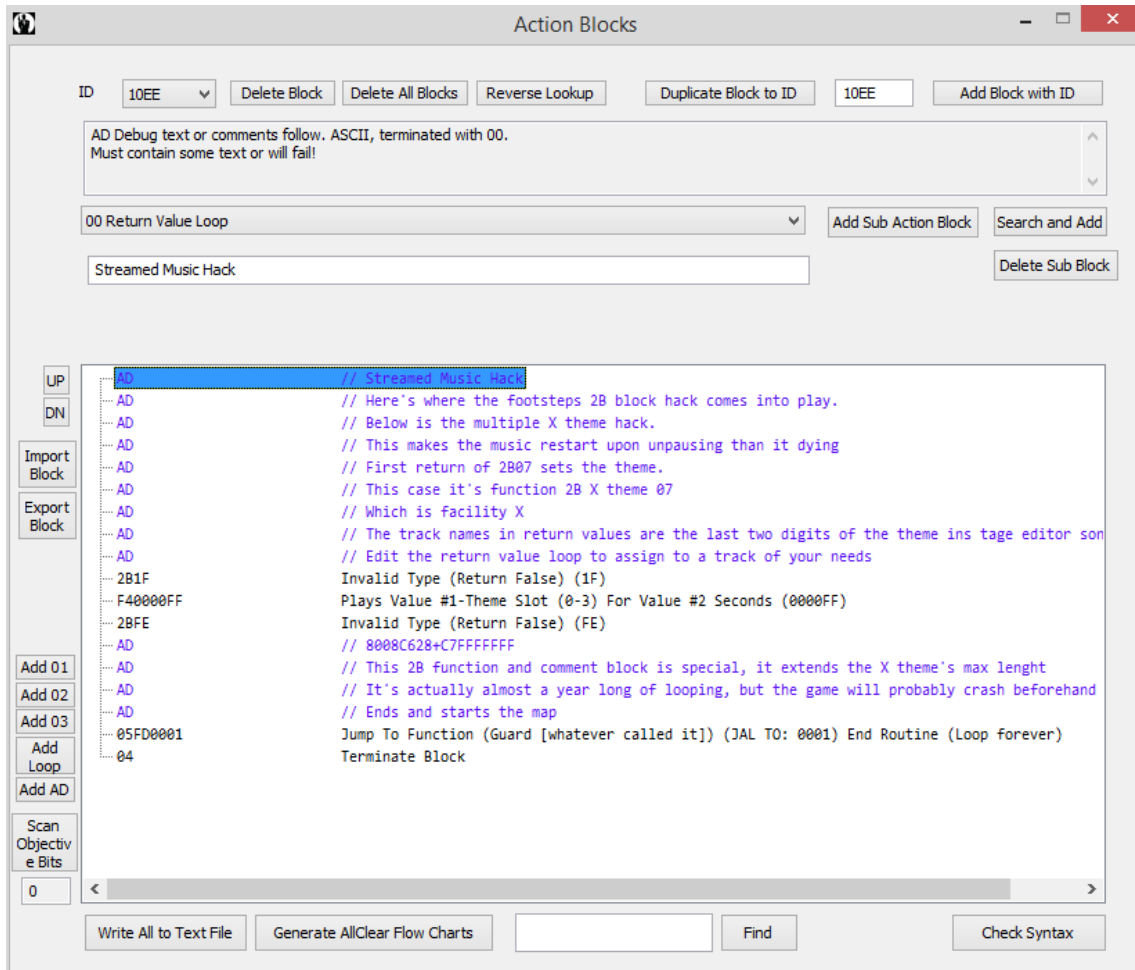 Action Blocks
ID 10EE Delete Block Delete All Blocks Reverse Lookup Duplicate Block to ID 10EE Add Block with ID
AD Debug text or comments follow. ASCII, terminated with 00.
Must contain some text or will fail!
00 Return Value Loop Add Sub Action Block Search and Add
Streamed Music Hack Delete Sub Block
UP
DN
Import
Block
Export
Block
AD // Streamed Music Hack
AD // Here's where the footsteps 2B block hack comes into play.
AD // Below is the multiple X theme hack.
AD // This makes the music restart upon unpausing than it dying
AD // First return of 2B07 sets the theme.
AD // This case it's function 2B X theme 07
AD // Which is facility X
AD // The track names in return values are the last two digits of the theme ins tage editor son
AD // Edit the return value loop to assign to a track of your needs
2B1F Invalid Type (Return False) (1F)
F40000FF Plays Value #1-Theme Slot (0-3) For Value #2 Seconds (0000FF)
2BFE Invalid Type (Return False) (FE)
AD // 8008C628+C7FFFFFF
AD // This 2B function and comment block is special, it extends the X theme's max lenght
AD // It's actually almost a year long of looping, but the game will probably crash beforehand
AD // Ends and starts the map
05FD0001 Jump To Function (Guard [whatever called it]) (JAL TO: 0001) End Routine (Loop forever)
04 Terminate Block
Add 01
Add 02
Add 03
Add
Loop
Add AD
Scan
Objectiv
e Bits
0
Write All to Text File Generate AllClear Flow Charts Find Check Syntax